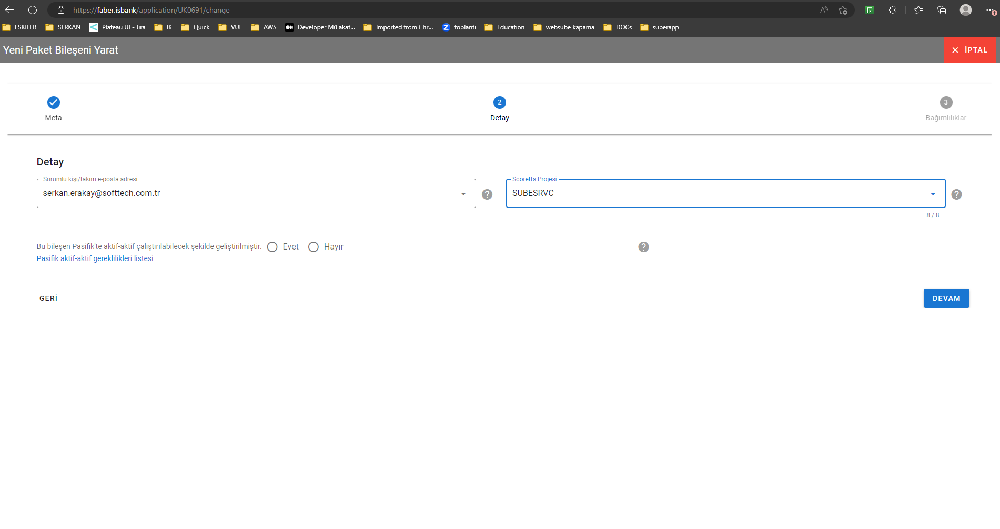 https://faber.isbank/application/UK0691/change
ESKİLER SERKAN Plateau UI - Jira IK Quick VUE AWS Developer Mülakat... Imported from Chr... Z toplanti Education websube kapama DOCs superapp
Yeni Paket Bileşeni Yarat
İPTAL
2 3
Meta Detay Bağımlılıklar
Detay
Sorumlu kişi/takım e-posta adresi Scoretfs Projesi
serkan.erakay@softtech.com.tr ? SUBESRVC ?
8 / 8
Bu bileşen Pasifik'te aktif-aktif çalıştırılabilecek şekilde geliştirilmiştir. Evet Hayır ?
Pasifik aktif-aktif gereklilikleri listesi
GERİ DEVAM